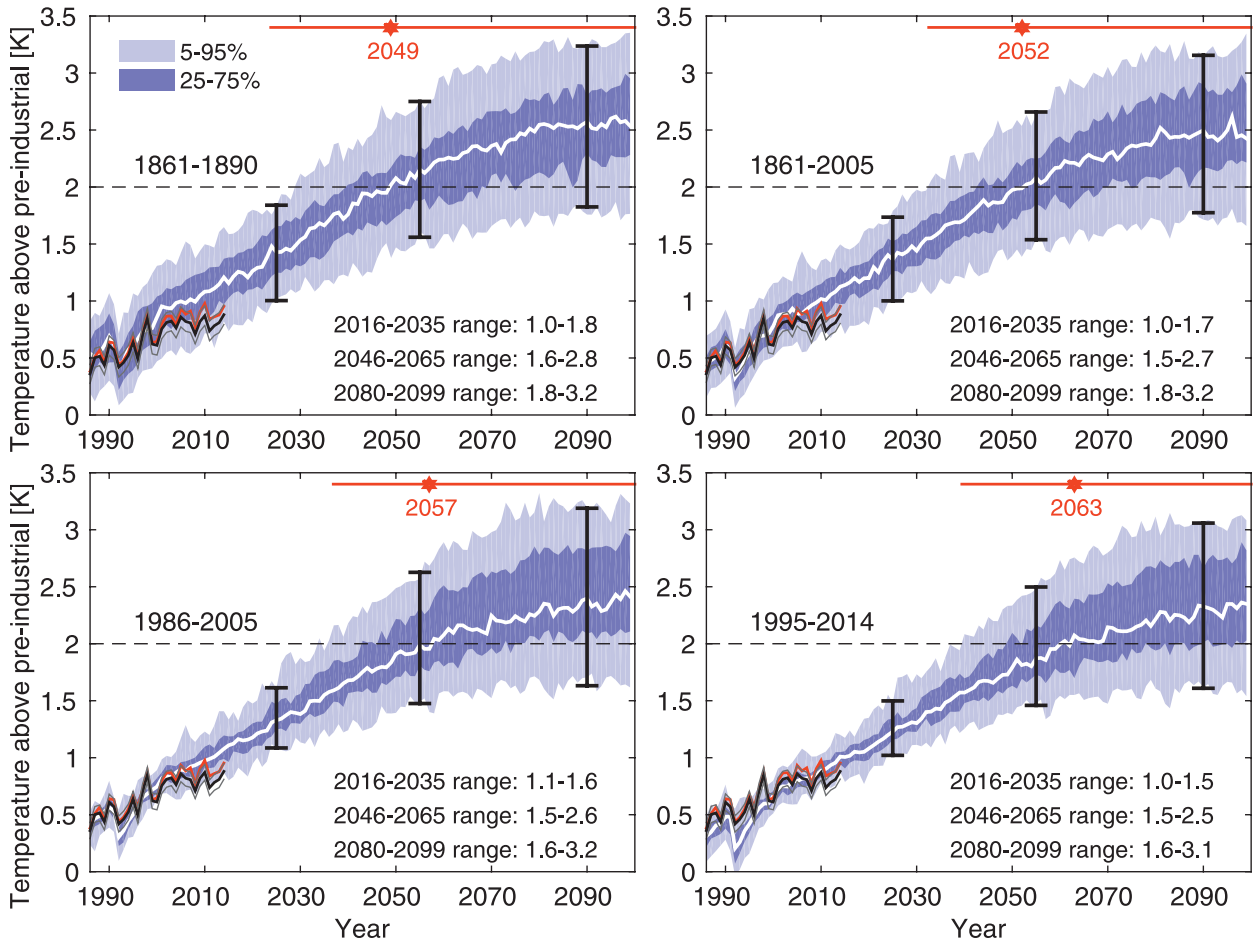 Temperature above pre-industrial [K]
3.5
3
2.5
2
1.5
1
0.5
0
5-95%
25-75%
2049
1861-1890
2016-2035 range: 1.0-1.8
2046-2065 range: 1.6-2.8
2080-2099 range: 1.8-3.2
1990 2010 2030 2050 2070 2090
3.5
3
2.5
2
1.5
1
0.5
0
2052
1861-2005
2016-2035 range: 1.0-1.7
2046-2065 range: 1.5-2.7
2080-2099 range: 1.8-3.2
1990 2010 2030 2050 2070 2090
Temperature above pre-industrial [K]
3.5
3
2.5
2
1.5
1
0.5
0
2057
1986-2005
2016-2035 range: 1.1-1.6
2046-2065 range: 1.5-2.6
2080-2099 range: 1.6-3.2
1990 2010 2030 2050 2070 2090
Year
3.5
3
2.5
2
1.5
1
0.5
0
2063
1995-2014
2016-2035 range: 1.0-1.5
2046-2065 range: 1.5-2.5
2080-2099 range: 1.6-3.1
1990 2010 2030 2050 2070 2090
Year